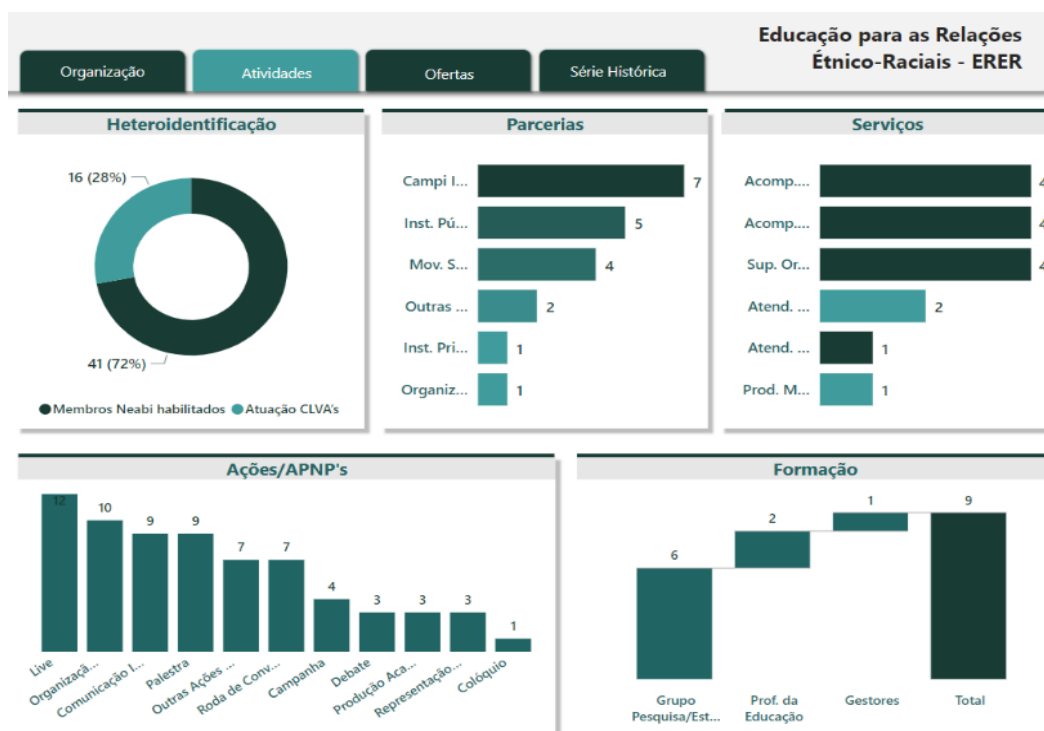 Educação para as Relações
Étnico-Raciais - ERER
Organização
Atividades
Ofertas
Série Histórica
Heteroidentificação
16 (28%)
41 (72%)
Membros Neabi habilitados
Atuação CLVA's
Parcerias
Campi I... 7
Inst. Pú... 5
Mov. S... 4
Outras ... 2
Inst. Pri... 1
Organiz... 1
Serviços
Acomp.... 4
Acomp.... 4
Sup. Or... 4
Atend. ... 2
Atend. ... 1
Prod. M... 1
Ações/APNP's
12
10
9
9
7
7
4
3
3
3
1
Live
Organizaçã...
Comunicação I...
Palestra
Outras Ações ...
Roda de Conv...
Campanha
Debate
Produção Aca...
Representação...
Colóquio
Formação
6
2
1
9
Grupo
Pesquisa/Est...
Prof. da
Educação
Gestores
Total